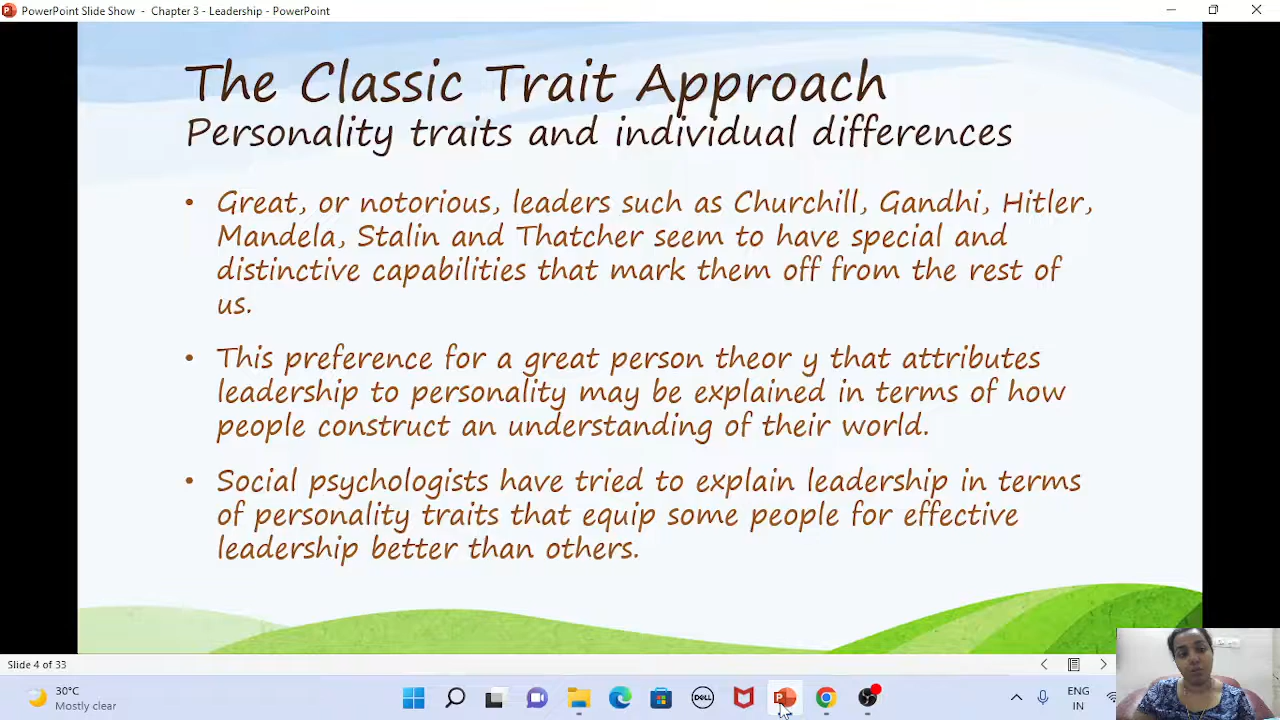 PowerPoint Slide Show - Chapter 3 - Leadership - PowerPoint
The Classic Trait Approach
Personality traits and individual differences
• Great, or notorious, leaders such as Churchill, Gandhi, Hitler,
Mandela, Stalin and Thatcher seem to have special and
distinctive capabilities that mark them off from the rest of
us.
• This preference for a great person theor y that attributes
leadership to personality may be explained in terms of how
people construct an understanding of their world.
• Social psychologists have tried to explain leadership in terms
of personality traits that equip some people for effective
leadership better than others.
Slide 4 of 33
30°C
Mostly clear
DELL
ENG
IN